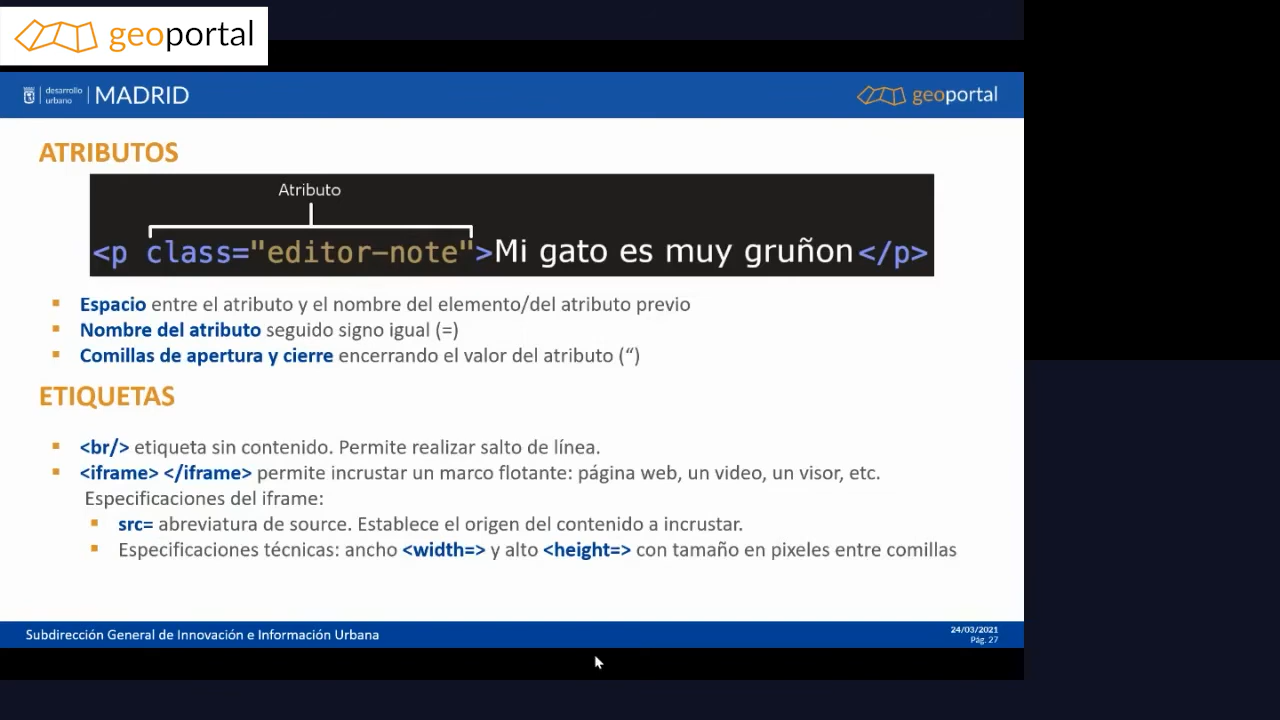 geoportal
desarrollo
urbano
MADRID
geoportal
ATRIBUTOS
Atributo
<p class="editor-note">Mi gato es muy gruñon</p>
▪ Espacio entre el atributo y el nombre del elemento/del atributo previo
▪ Nombre del atributo seguido signo igual (=)
▪ Comillas de apertura y cierre encerrando el valor del atributo (“)
ETIQUETAS
▪ <br/> etiqueta sin contenido. Permite realizar salto de línea.
▪ <iframe> </iframe> permite incrustar un marco flotante: página web, un video, un visor, etc.
Especificaciones del iframe:
▪ src= abreviatura de source. Establece el origen del contenido a incrustar.
▪ Especificaciones técnicas: ancho <width=> y alto <height=> con tamaño en pixeles entre comillas
Subdirección General de Innovación e Información Urbana
24/03/2021
Pág. 27